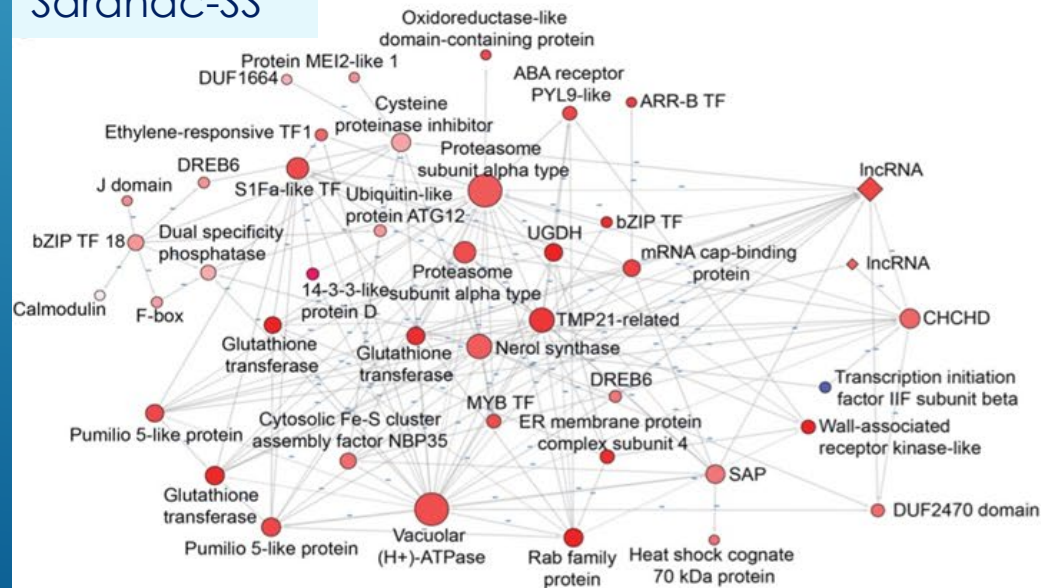 Saranac-SS
Oxidoreductase-like
domain-containing protein
Protein MEI2-like 1
DUF1664
ABA receptor
PYL9-like
ARR-B TF
Cysteine
proteinase inhibitor
Ethylene-responsive TF1
Proteasome
subunit alpha type
lncRNA
DREB6
S1Fa-like TF
J domain
Ubiquitin-like
protein ATG12
bZIP TF
bZIP TF 18
Dual specificity
phosphatase
UGDH
mRNA cap-binding
protein
lncRNA
Proteasome
subunit alpha type
14-3-3-like
protein D
Calmodulin
F-box
TMP21-related
CHCHD
Glutathione
transferase
Glutathione
transferase
Nerol synthase
DREB6
Transcription initiation
factor IIF subunit beta
MYB TF
Pumilio 5-like protein
Cytosolic Fe-S cluster
assembly factor NBP35
ER membrane protein
complex subunit 4
Wall-associated
receptor kinase-like
SAP
Glutathione
transferase
DUF2470 domain
Pumilio 5-like protein
Vacuolar
(H+)-ATPase
Rab family
protein
Heat shock cognate
70 kDa protein